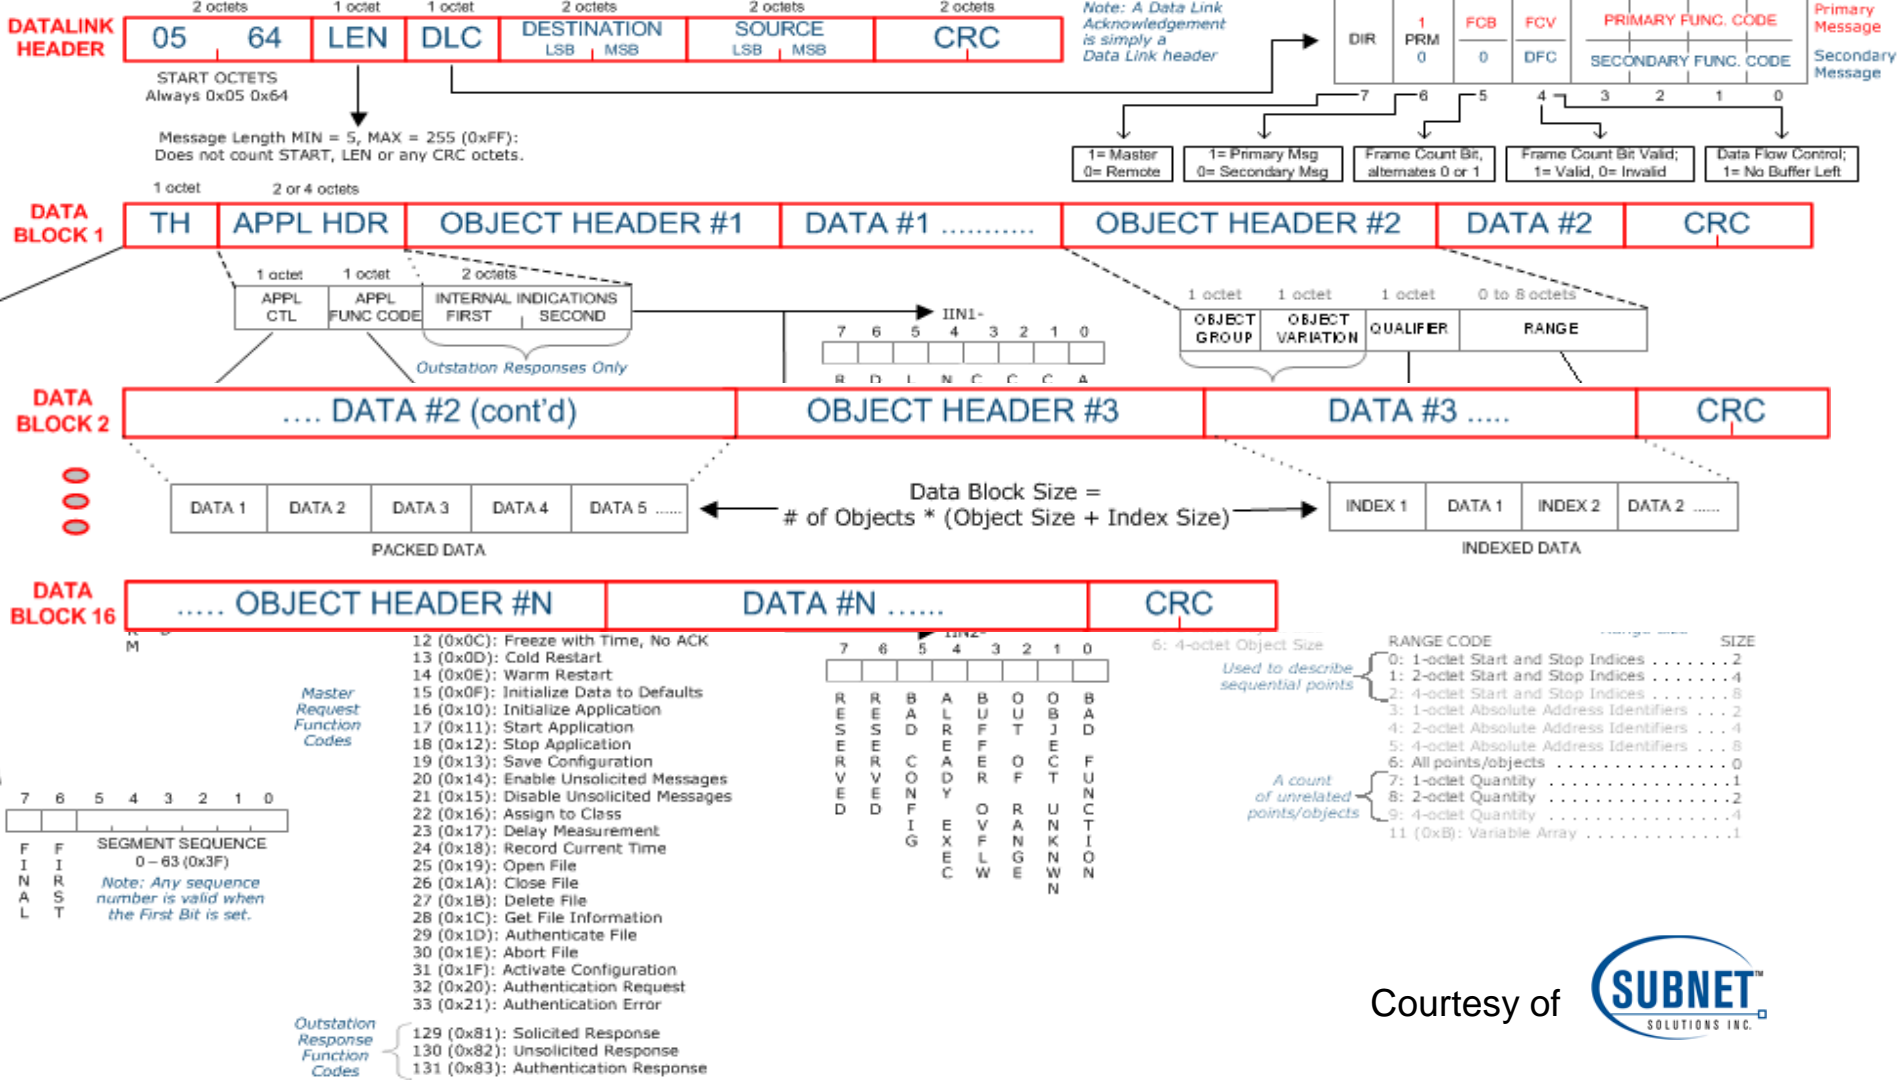 2 octets 1 octet 1 octet 2 octets 2 octets 2 octets
DATALINK HEADER
05 64 LEN DLC DESTINATION LSB MSB SOURCE LSB MSB CRC
START OCTETS
Always 0x05 0x64
Message Length MIN = 5, MAX = 255 (0xFF):
Does not count START, LEN or any CRC octets.
Note: A Data Link
Acknowledgement
is simply a
Data Link header
DIR 1 PRM 0 FCB 0 FCV DFC PRIMARY FUNC. CODE
SECONDARY FUNC. CODE
Primary
Message
Secondary
Message
7 6 5 4 3 2 1 0
1= Master
0= Remote
1= Primary Msg
0= Secondary Msg
Frame Count Bit,
alternates 0 or 1
Frame Count Bit Valid;
1= Valid, 0= Invalid
Data Flow Control;
1= No Buffer Left
1 octet 2 or 4 octets
DATA BLOCK 1
TH APPL HDR OBJECT HEADER #1 DATA #1 ........... OBJECT HEADER #2 DATA #2 CRC
1 octet 1 octet 2 octets
APPL CTL
APPL FUNC CODE
INTERNAL INDICATIONS
FIRST SECOND
Outstation Responses Only
IIN1-
7 6 5 4 3 2 1 0
R D L N C C C A
1 octet 1 octet 1 octet 0 to 8 octets
OBJECT GROUP
OBJECT VARIATION
QUALIFIER
RANGE
DATA BLOCK 2
.... DATA #2 (cont'd) OBJECT HEADER #3 DATA #3 ..... CRC
DATA 1 DATA 2 DATA 3 DATA 4 DATA 5 ......
PACKED DATA
Data Block Size =
# of Objects * (Object Size + Index Size)
INDEX 1 DATA 1 INDEX 2 DATA 2 ......
INDEXED DATA
DATA BLOCK 16
..... OBJECT HEADER #N DATA #N ...... CRC
M
7 6 5 4 3 2 1 0
FINAL
FIRST
SEGMENT SEQUENCE
0 – 63 (0x3F)
Note: Any sequence
number is valid when
the First Bit is set.
Master
Request
Function
Codes
12 (0x0C): Freeze with Time, No ACK
13 (0x0D): Cold Restart
14 (0x0E): Warm Restart
15 (0x0F): Initialize Data to Defaults
16 (0x10): Initialize Application
17 (0x11): Start Application
18 (0x12): Stop Application
19 (0x13): Save Configuration
20 (0x14): Enable Unsolicited Messages
21 (0x15): Disable Unsolicited Messages
22 (0x16): Assign to Class
23 (0x17): Delay Measurement
24 (0x18): Record Current Time
25 (0x19): Open File
26 (0x1A): Close File
27 (0x1B): Delete File
28 (0x1C): Get File Information
29 (0x1D): Authenticate File
30 (0x1E): Abort File
31 (0x1F): Activate Configuration
32 (0x20): Authentication Request
33 (0x21): Authentication Error
Outstation
Response
Function
Codes
129 (0x81): Solicited Response
130 (0x82): Unsolicited Response
131 (0x83): Authentication Response
IIN2-
7 6 5 4 3 2 1 0
RESERVED
RESERVED
BAD CONFIG
ALREADY EXEC
BUFFER OVFLW
OUT OF RANGE
OBJECT UNKNWN
BAD FUNCTION
6: 4-octet Object Size
Used to describe
sequential points
A count
of unrelated
points/objects
RANGE CODE SIZE
0: 1-octet Start and Stop Indices . . . . . . . 2
1: 2-octet Start and Stop Indices . . . . . . . 4
2: 4-octet Start and Stop Indices . . . . . . . 8
3: 1-octet Absolute Address Identifiers . . . 2
4: 2-octet Absolute Address Identifiers . . . 4
5: 4-octet Absolute Address Identifiers . . . 8
6: All points/objects . . . . . . . . . . . . . . . . 0
7: 1-octet Quantity . . . . . . . . . . . . . . . . 1
8: 2-octet Quantity . . . . . . . . . . . . . . . . 2
9: 4-octet Quantity . . . . . . . . . . . . . . . . 4
11 (0xB): Variable Array . . . . . . . . . . . . . 1
Courtesy of
SUBNET™
SOLUTIONS INC.